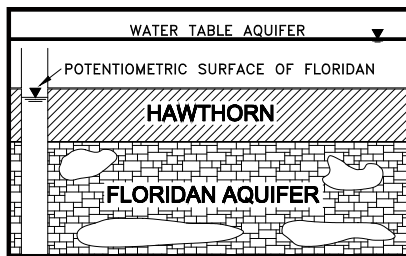 WATER TABLE AQUIFER
POTENTIOMETRIC SURFACE OF FLORIDAN
HAWTHORN
FLORIDAN AQUIFER